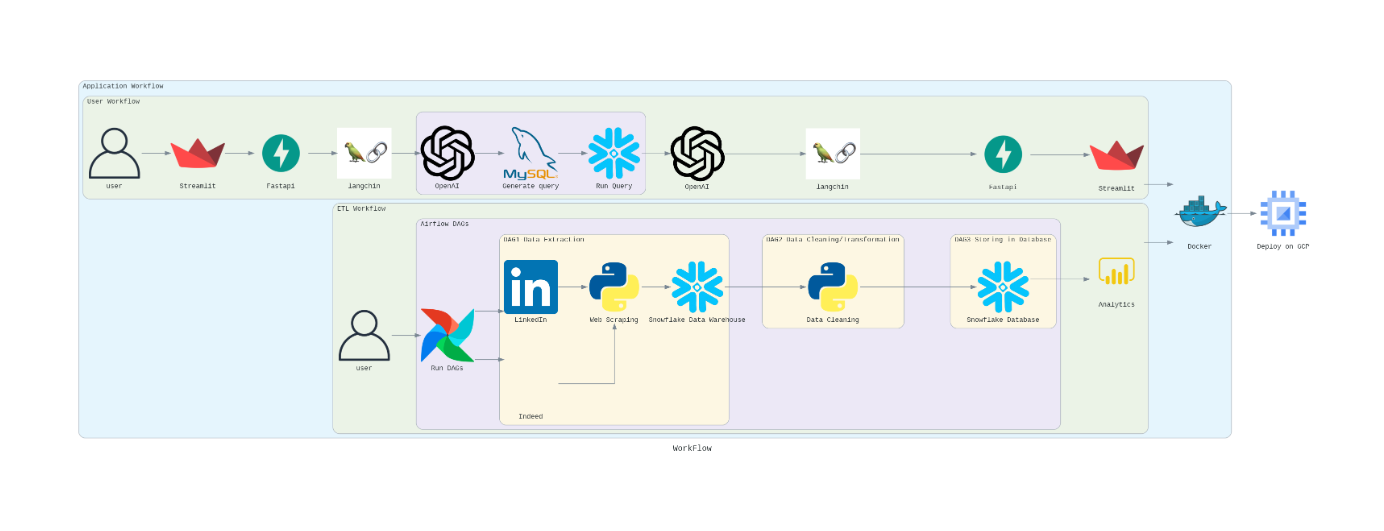 Application Workflow
User Workflow
MySQL
user
Streamlit
Fastapi
langchin
OpenAI
Generate query
Run Query
OpenAI
langchin
Fastapi
Streamlit
ETL Workflow
Airflow DAGs
DAG1-Data Extraction
DAG2-Data Cleaning/Transformation
DAG3 Storing in Database
in
LinkedIn
Web Scraping
Snowflake Data Warehouse
Data Cleaning
Snowflake Database
Analytics
user
Run DAGs
Indeed
Docker
Deploy on GCP
WorkFlow